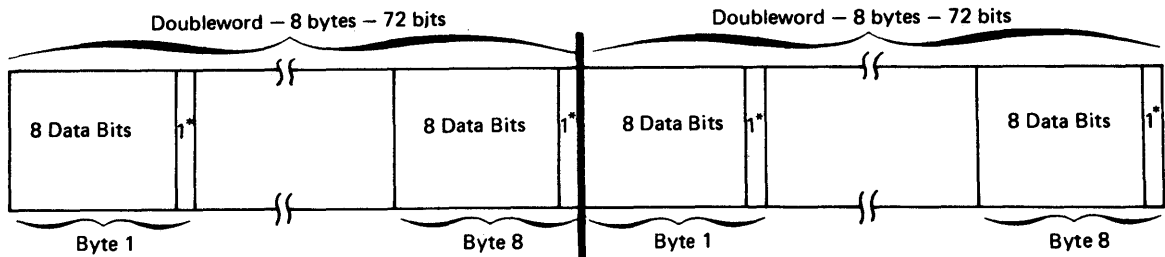 Doubleword – 8 bytes – 72 bits Doubleword – 8 bytes – 72 bits
8 Data Bits 1* 8 Data Bits 1* 8 Data Bits 1* 8 Data Bits 1*
Byte 1 Byte 8 Byte 1 Byte 8